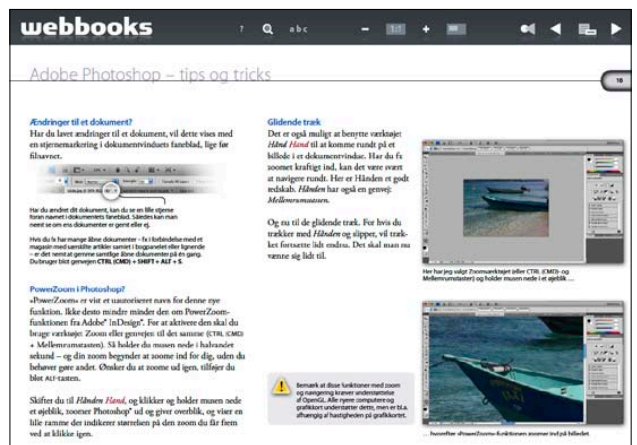 webbooks
? abc 1:1
Adobe Photoshop – tips og tricks
18
Ændringer til et dokument?
Har du lavet ændringer til et dokument, vil dette vises med
en stjernemarkering i dokumentvinduets faneblad, lige før
filnavnet.
Har du ændret dit dokument, kan du se en lille stjerne
foran navnet i dokumentets faneblad. Således kan man
nemt se om ens dokument er gemt eller ej.
Hvis du fx har mange åbne dokumenter – fx i forbindelse med et
magasin med særskilte artikler samlet i bogpanelet eller lignende
– er det nemt at gemme samtlige åbne dokumenter på en gang.
Du bruger blot genvejen CTRL (CMD) + SHIFT + ALT + S.
PowerZoom i Photoshop?
»PowerZoom« er vist et uautoriseret navn for denne nye
funktion. Ikke desto mindre minder den om PowerZoom-
funktionen fra Adobe® InDesign®. For at aktivere den skal du
bruge værktøjet Zoom eller genvejen til det samme (CTRL (CMD)
+ Mellemrumstasten). Så holder du musen nede i halvandet
sekund – og din zoom begynder at zoome ind for dig, uden du
behøver gøre andet. Ønsker du at zoome ud igen, tilføjer du
blot ALT-tasten.
Skifter du til Hånden Hand, og klikker og holder musen nede
et øjeblik, zoomer Photoshop® ud og giver overblik, og viser en
lille ramme der indikerer størrelsen på den zoom du får frem
ved at klikke igen.
Glidende træk
Det er også muligt at benytte værktøjet
Hånd Hand til at komme rundt på et
billede i et dokumentvindue. Har du fx
zoomet kraftigt ind, kan det være svært
at navigere rundt. Her er Hånden et godt
redskab. Hånden har også en genvej:
Mellemrumstasten.
Og nu til de glidende træk. For hvis du
trækker med Hånden og slipper, vil træk-
ket fortsætte lidt endnu. Det skal man nu
vænne sig lidt til.
Bemærk at disse funktioner med zoom
og navigering kræver understøttelse
af OpenGL. Alle nyere computere og
grafikkort understøtter dette, men er bl.a.
afhængig af hastigheden på grafikkortet.
Her har jeg valgt Zoomværktøjet (eller CTRL (CMD)- og
Mellemrumstasten) og holder musen nede i et øjeblik ...
... hvorefter »PowerZoom«-funktionen zoomer ind på billedet.